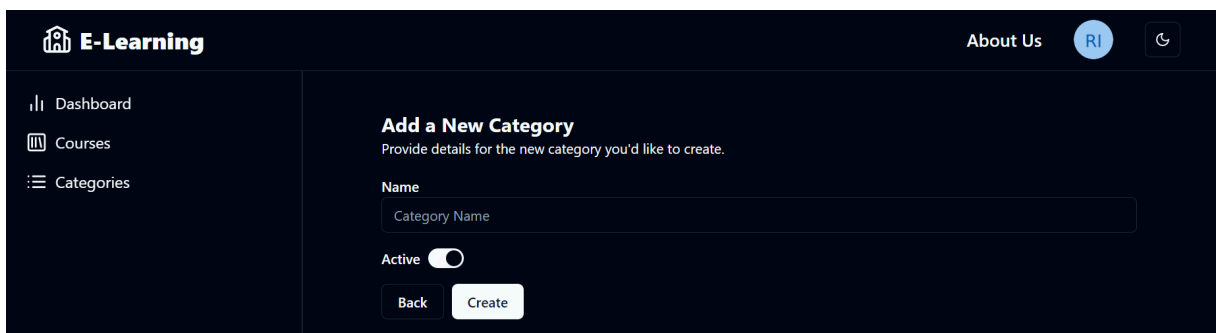 E-Learning
About Us
RI
Dashboard
Courses
Categories
Add a New Category
Provide details for the new category you'd like to create.
Name
Category Name
Active
Back
Create